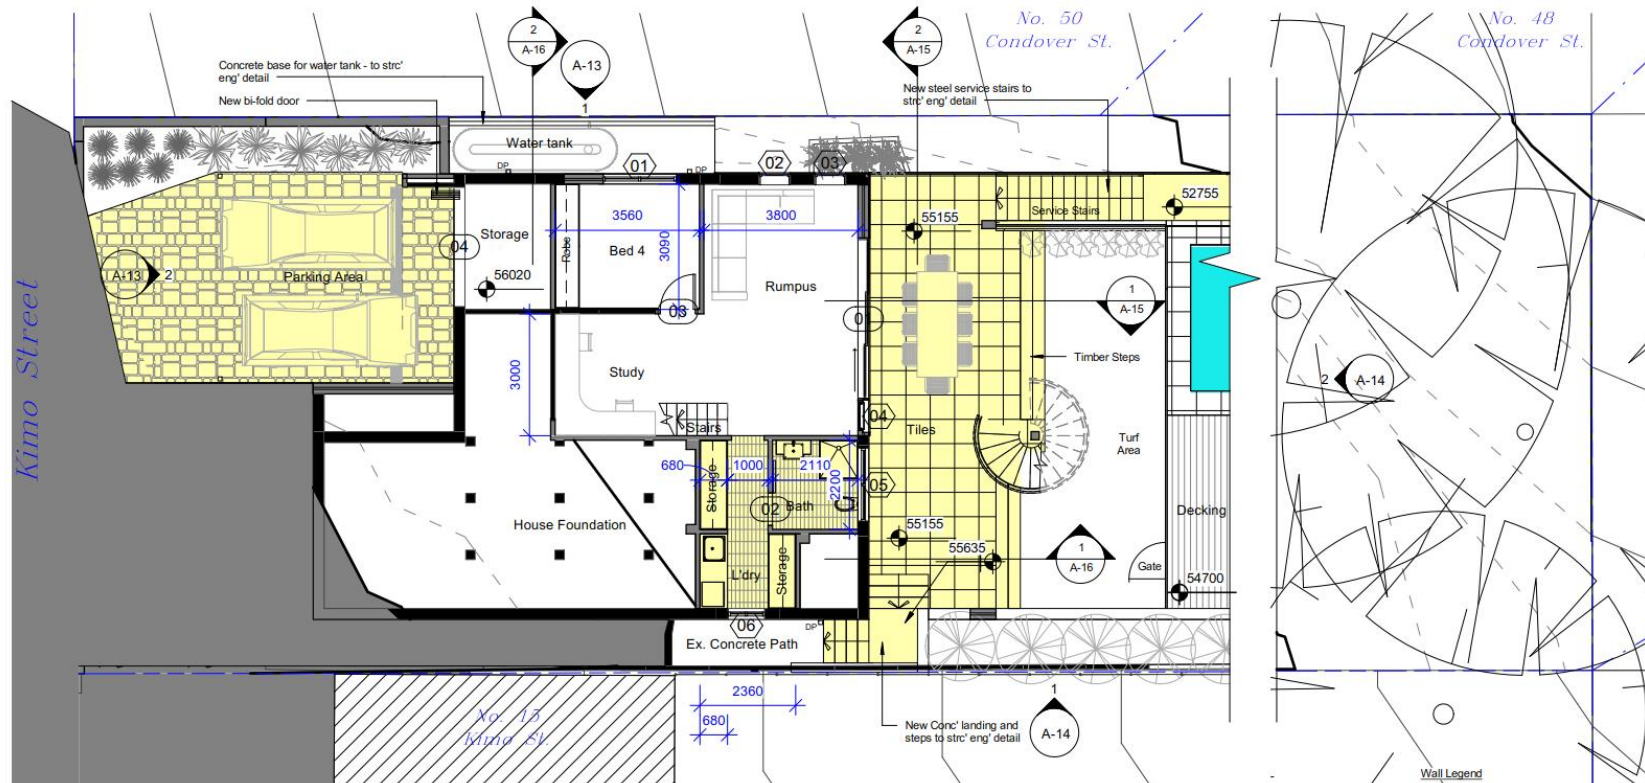 No. 50
Condover St.
No. 48
Condover St.
2
A-16
A-13
1
2
A-15
Concrete base for water tank - to strc'
eng' detail
New bi-fold door
New steel service stairs to
strc' eng' detail
Water tank
DP
DP
01
02
03
52755
Service Stairs
55155
3560
3800
Storage
Robe
Bed 4
3090
Rumpus
04
A-13
2
Parking Area
56020
03
01
1
A-15
Kimo Street
3000
Study
Timber Steps
2
A-14
Stairs
04
Tiles
Turf
Area
680
1000
2110
2200
Storage
05
02
Bath
House Foundation
Decking
55155
55635
1
A-16
L'dry
Storage
Gate
54700
06
DP
Ex. Concrete Path
2360
680
No. 13
Kimo St.
New Conc' landing and
steps to strc' eng' detail
1
A-14
Wall Legend